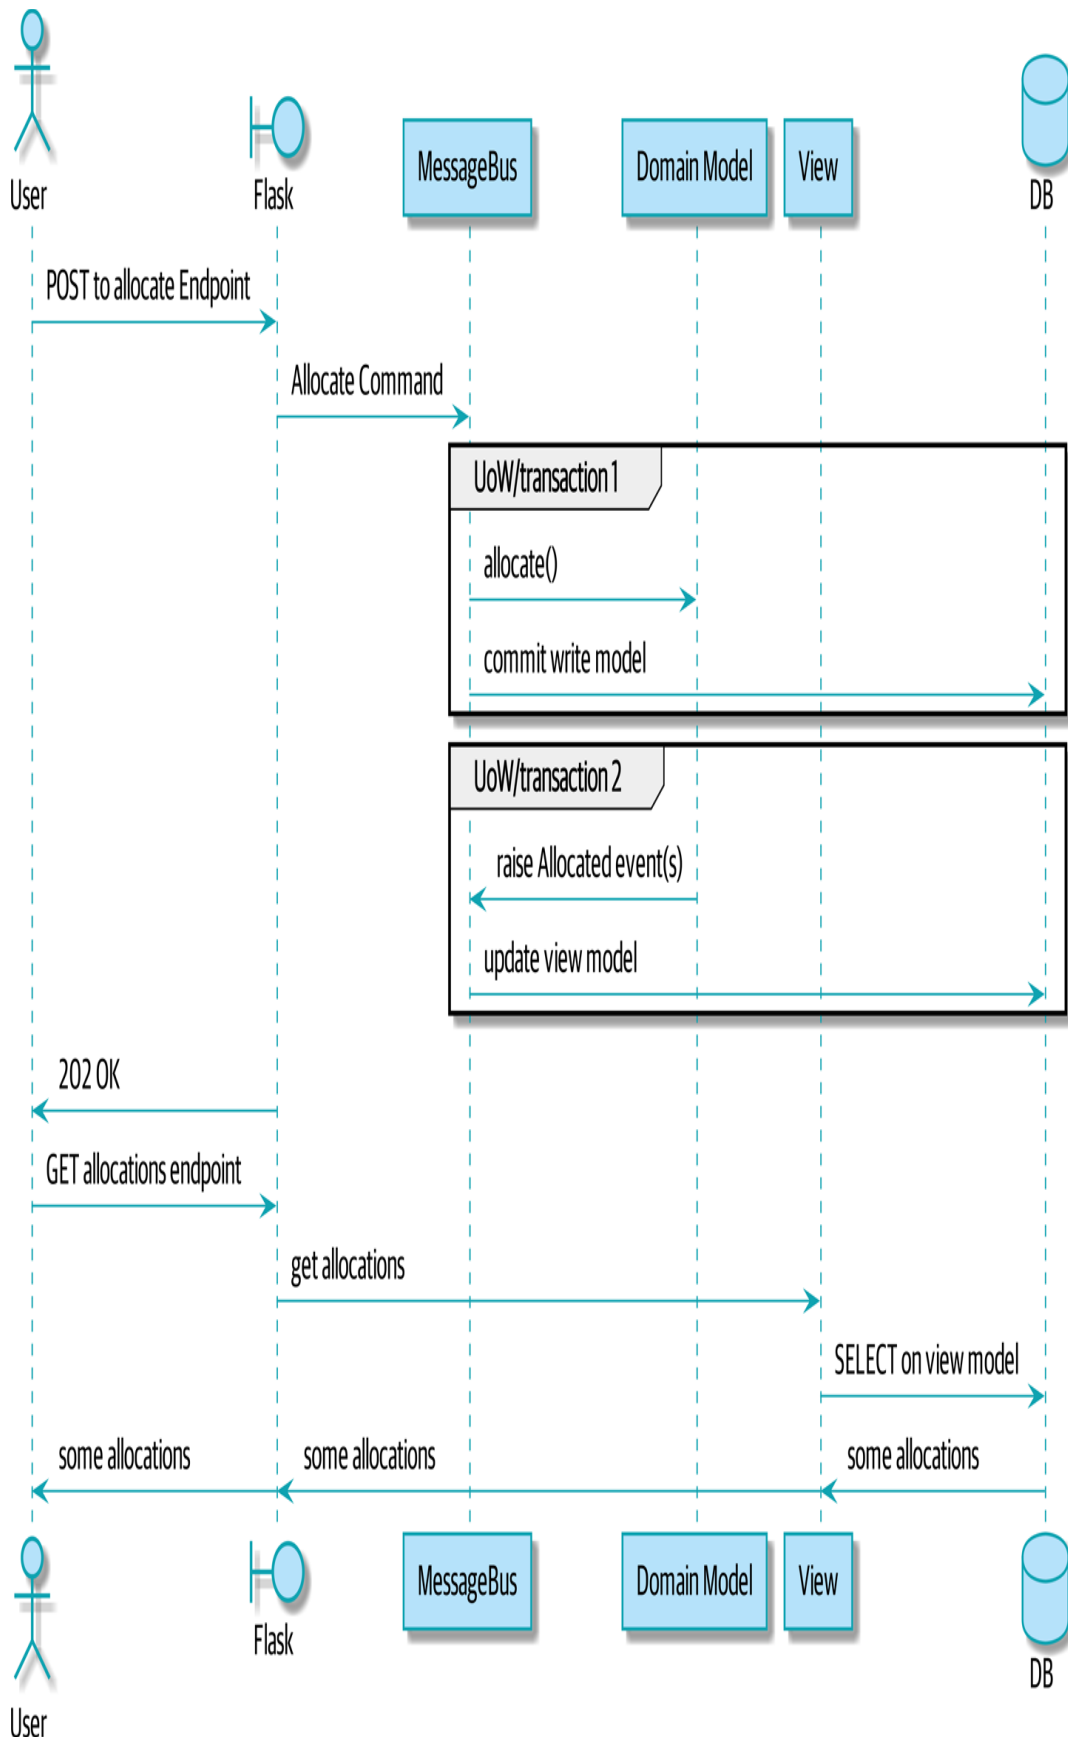 User
Flask
MessageBus
Domain Model
View
DB
POST to allocate Endpoint
Allocate Command
UoW/transaction 1
allocate()
commit write model
UoW/transaction 2
raise Allocated event(s)
update view model
202 OK
GET allocations endpoint
get allocations
SELECT on view model
some allocations
some allocations
some allocations
User
Flask
MessageBus
Domain Model
View
DB